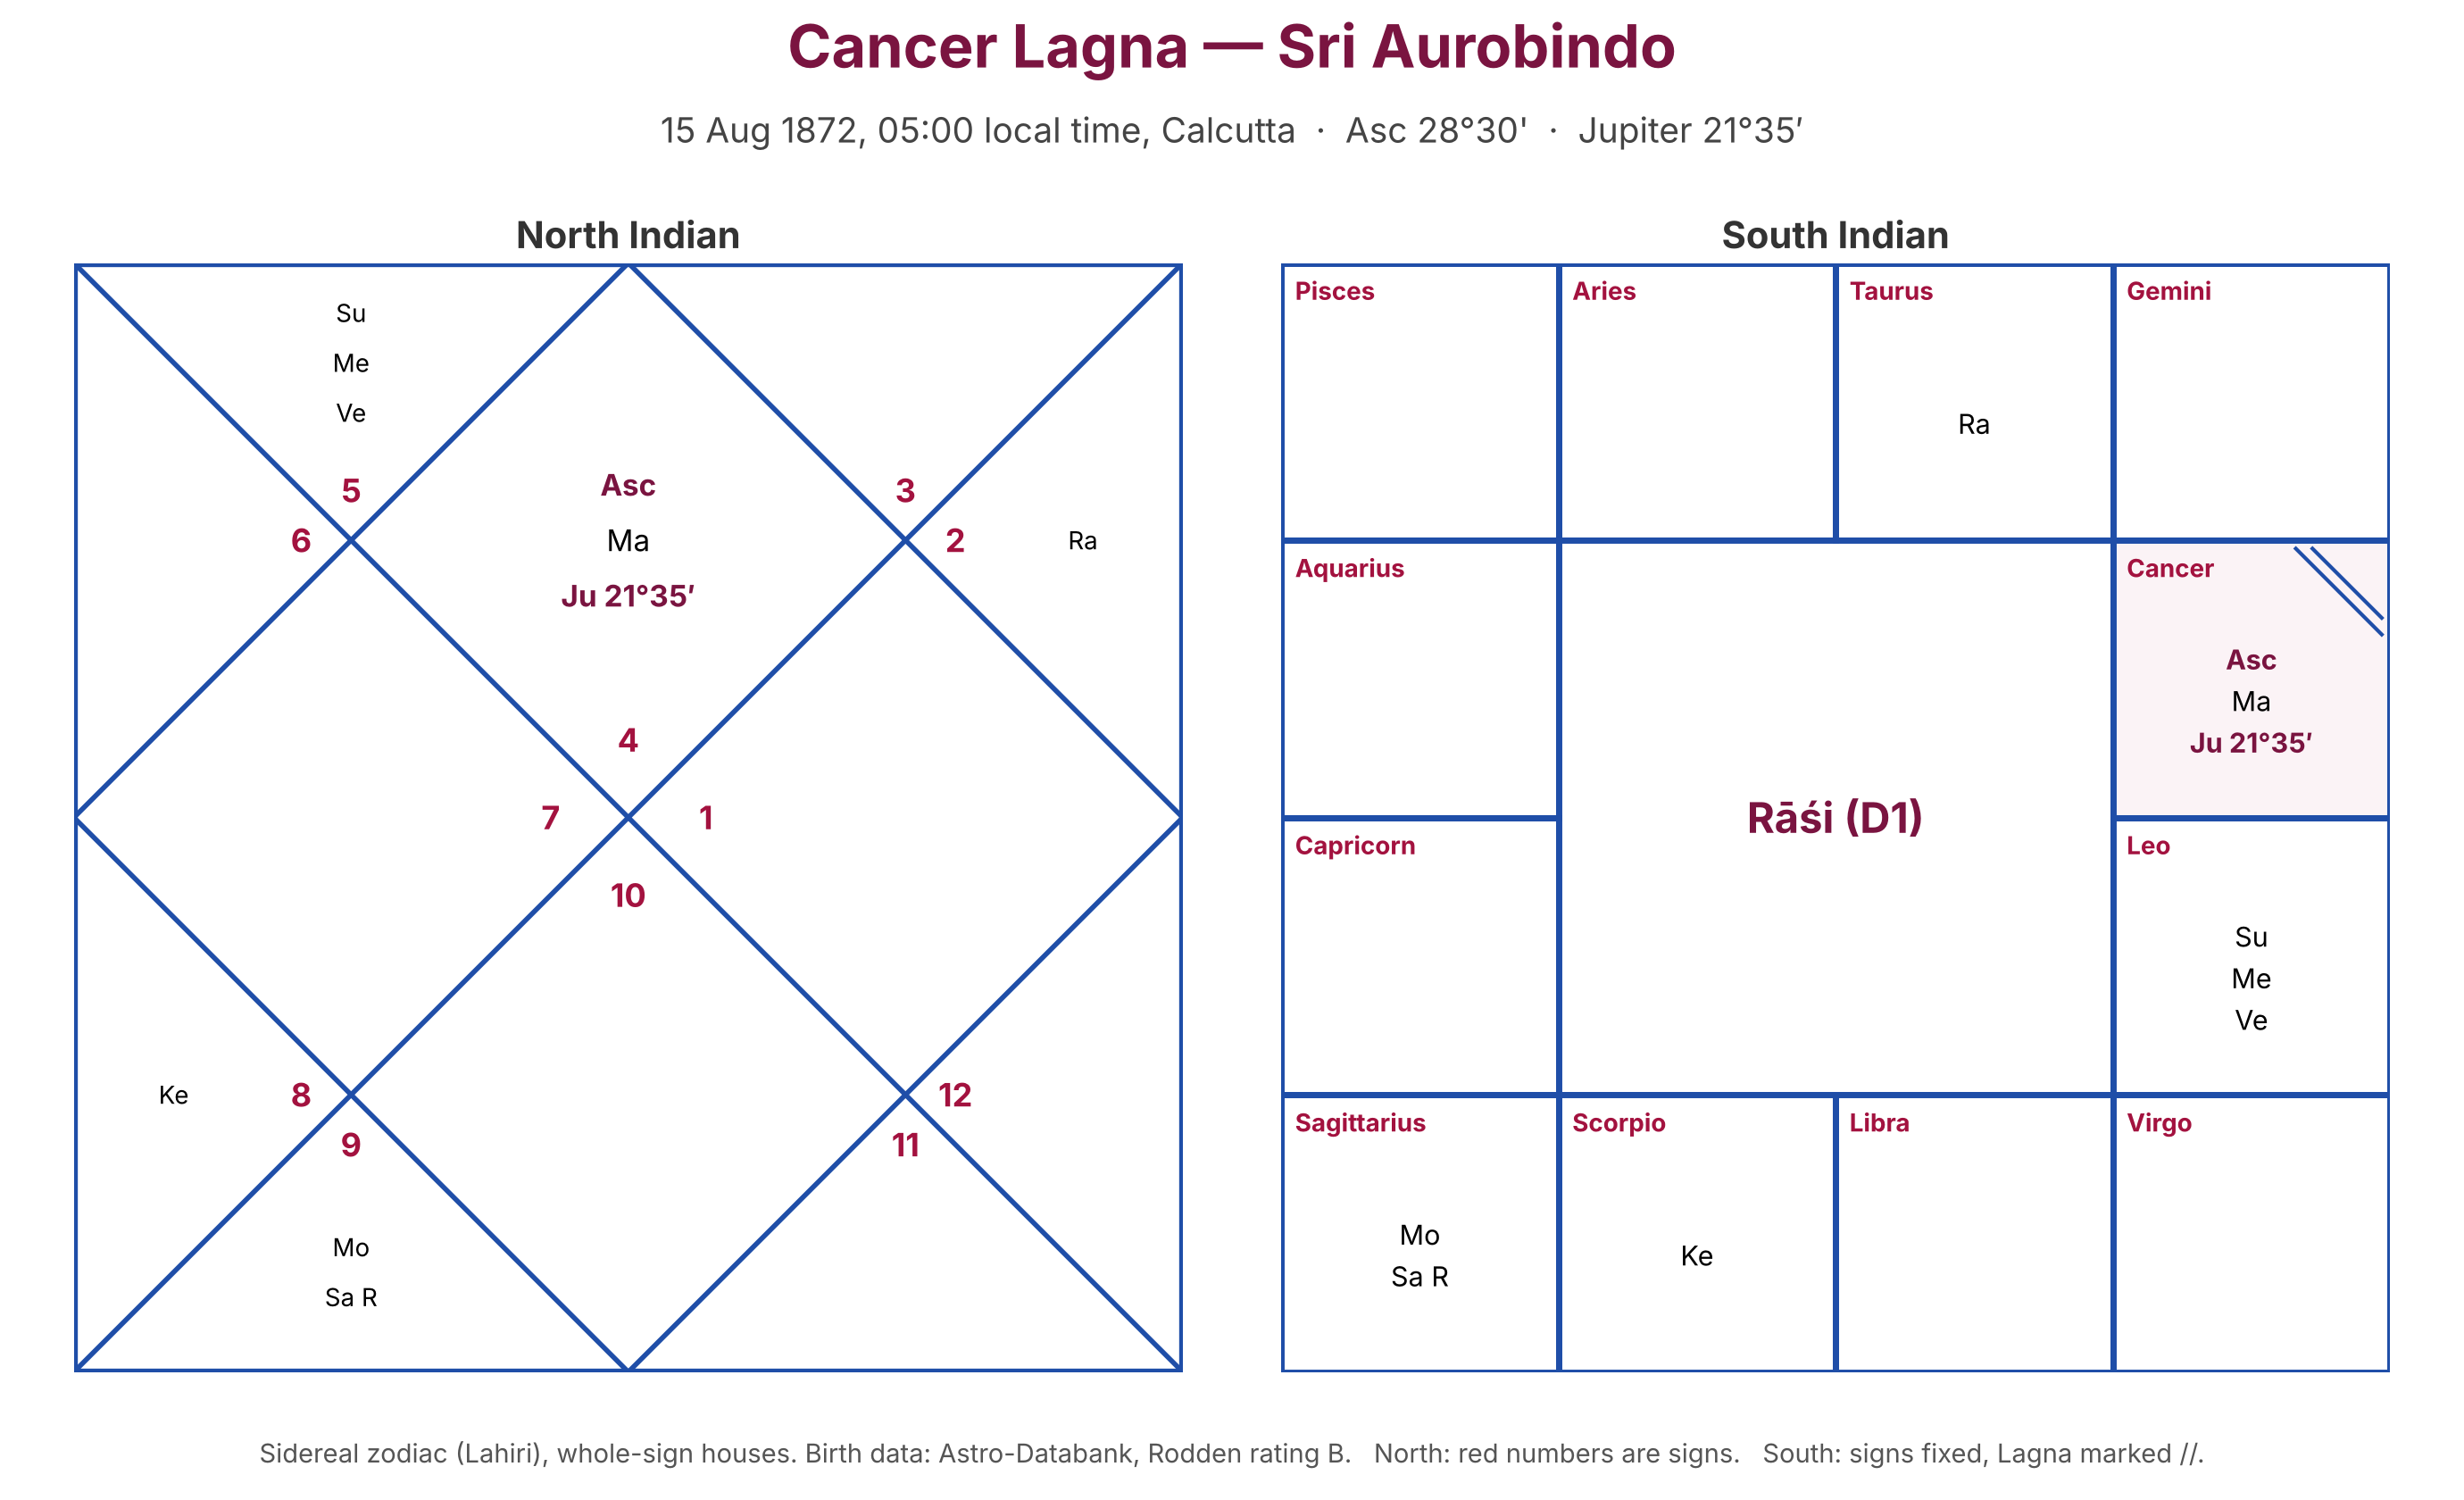 Cancer Lagna — Sri Aurobindo
15 Aug 1872, 05:00 local time, Calcutta · Asc 28°30' · Jupiter 21°35′
North Indian
Su
Me
Ve
5
6
Asc
Ma
Ju 21°35′
4
3
2
Ra
7
1
10
Ke
8
9
Mo
Sa R
12
11
South Indian
Pisces
Aries
Taurus
Ra
Gemini
Aquarius
Cancer
Asc
Ma
Ju 21°35′
Rāśi (D1)
Capricorn
Leo
Su
Me
Ve
Sagittarius
Mo
Sa R
Scorpio
Ke
Libra
Virgo
Sidereal zodiac (Lahiri), whole-sign houses. Birth data: Astro-Databank, Rodden rating B. North: red numbers are signs. South: signs fixed, Lagna marked //.